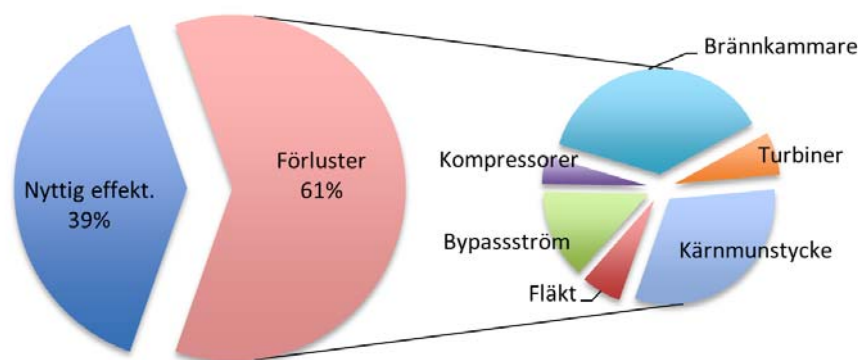 Nyttig effekt.
39%
Förluster
61%
Brännkammare
Kompressorer
Turbiner
Bypassström
Kärnmunstycke
Fläkt